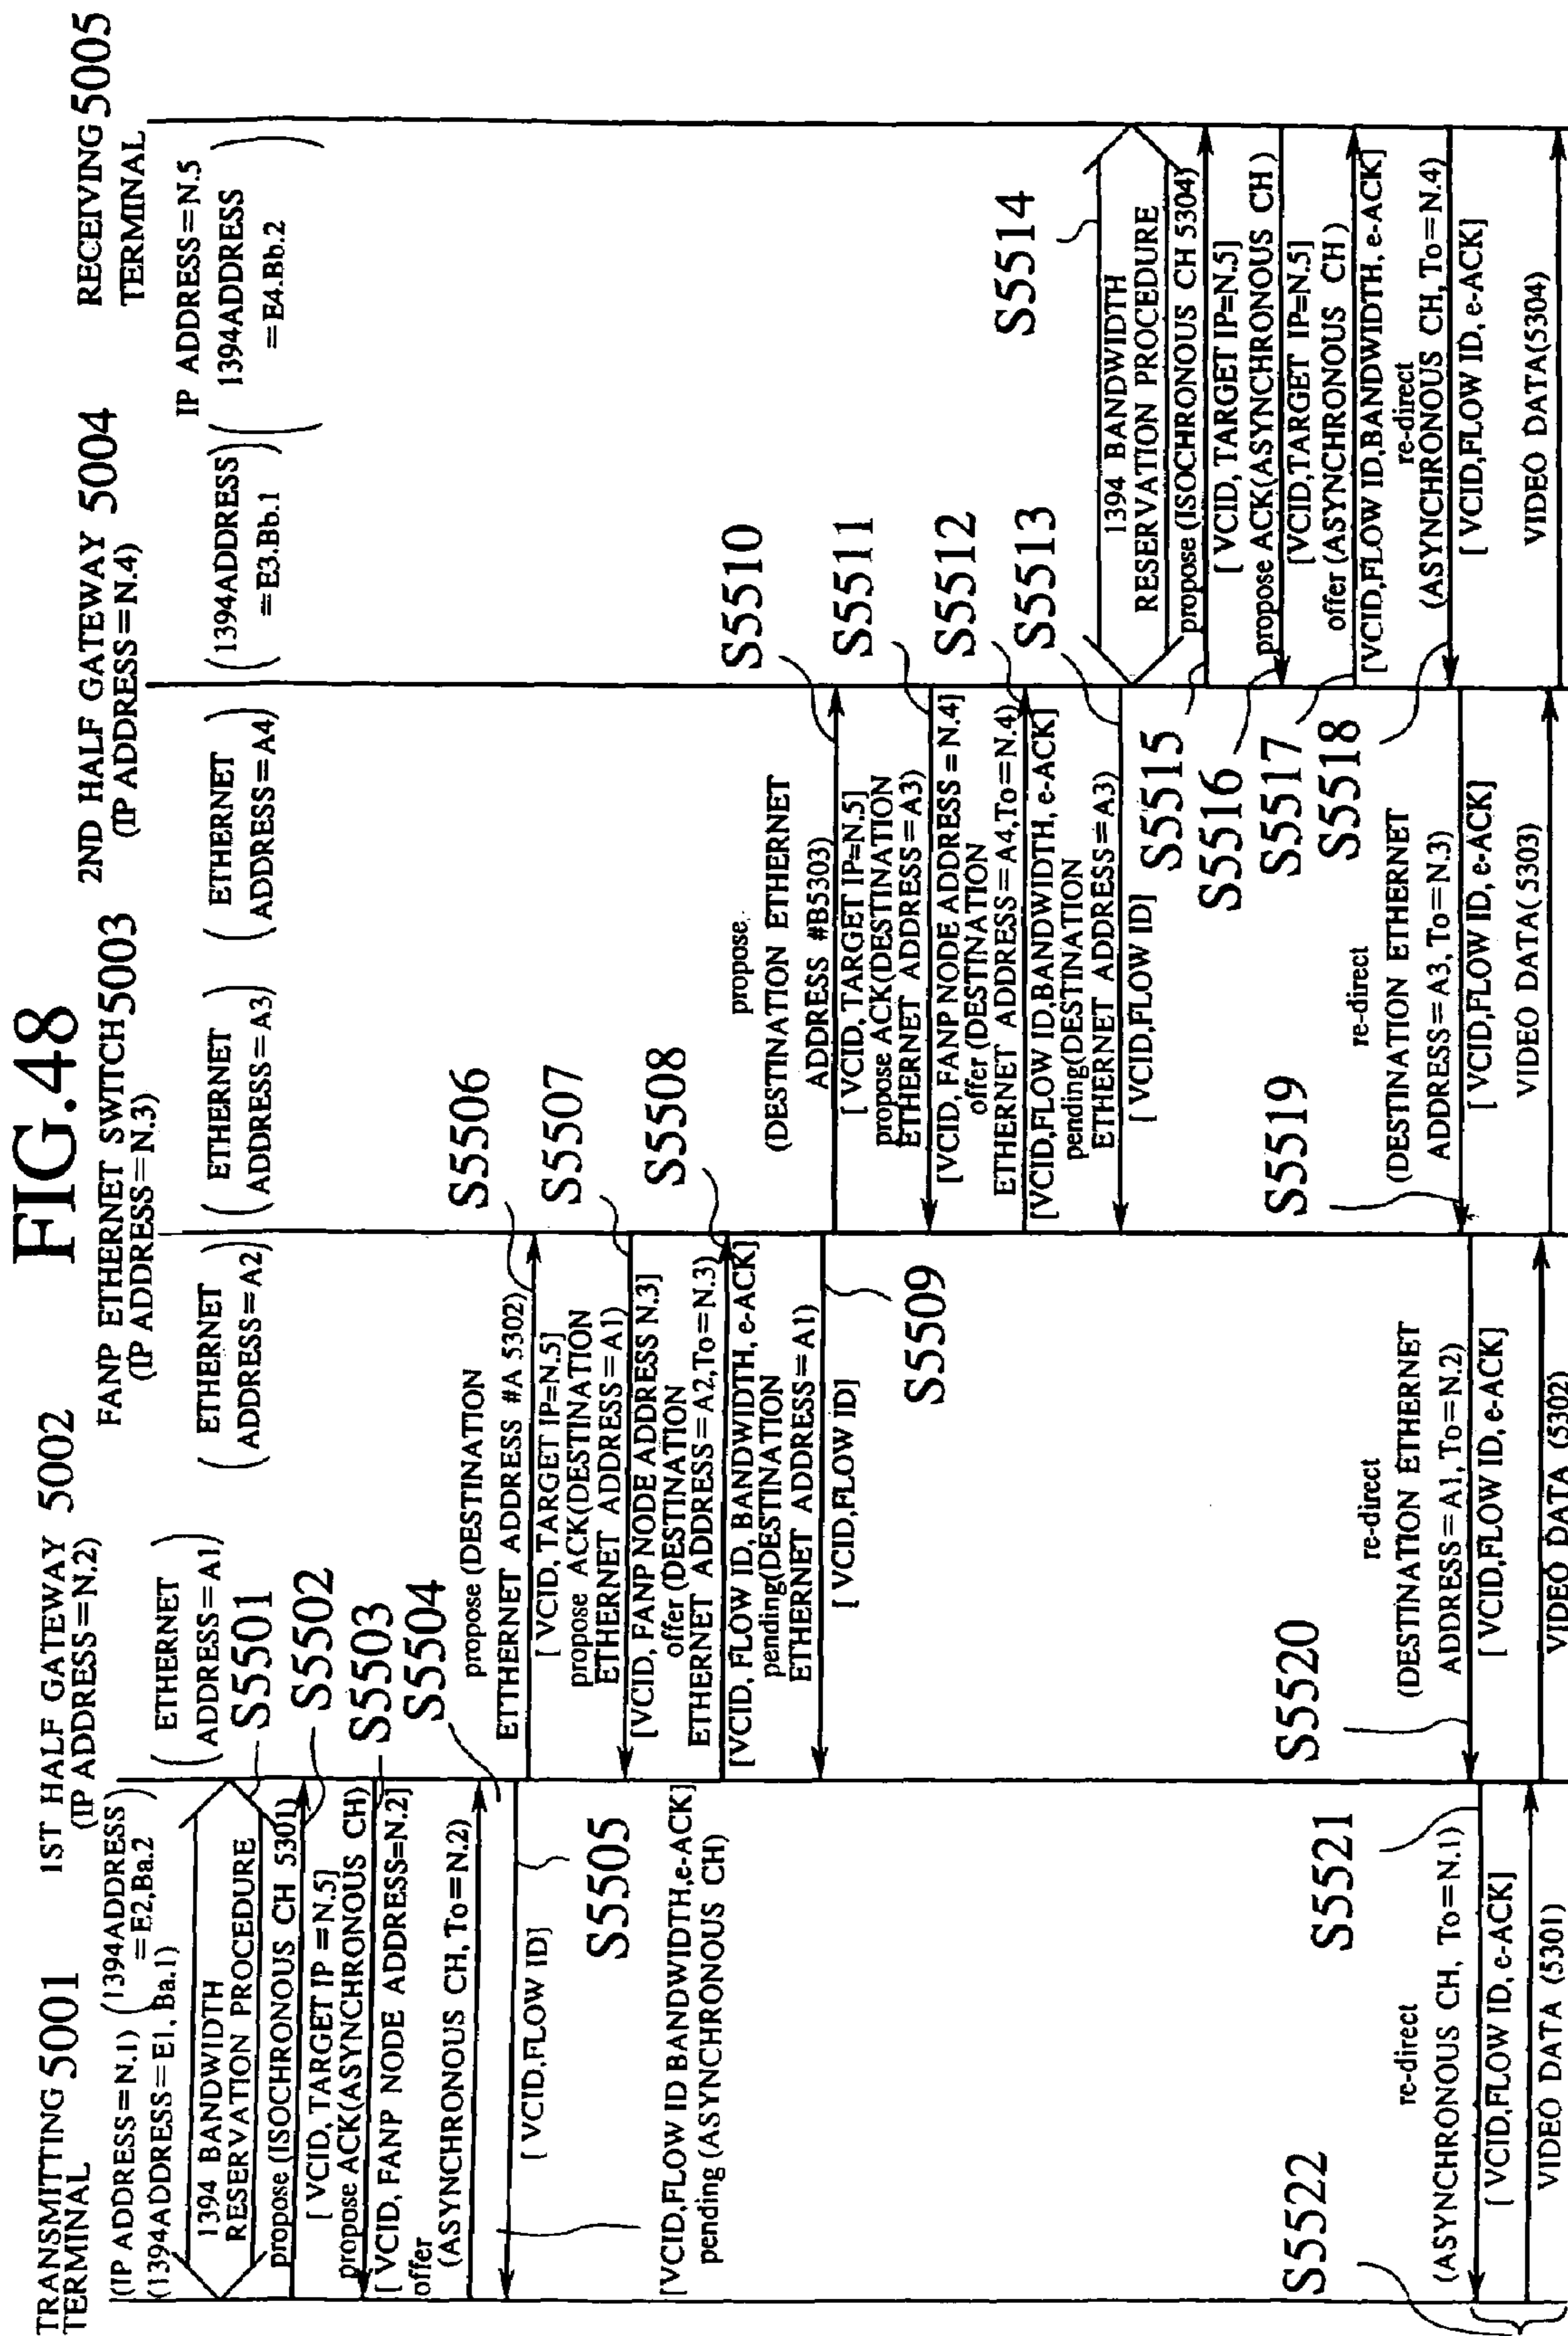 FIG.48
TRANSMITTING 5001
TERMINAL
1ST HALF GATEWAY 5002
(IP ADDRESS=N.2)
FANP ETHERNET SWITCH 5003
(IP ADDRESS=N.3)
2ND HALF GATEWAY 5004
(IP ADDRESS=N.4)
RECEIVING 5005
TERMINAL
(IP ADDRESS=N.1)
(1394ADDRESS=E1, Ba.1)
(1394ADDRESS
=E2,Ba.2)
(ETHERNET
ADDRESS=A1)
(ETHERNET
ADDRESS=A2)
(ETHERNET
ADDRESS=A3)
(ETHERNET
ADDRESS=A4)
(1394ADDRESS
=E3.Bb.1)
IP ADDRESS=N.5
(1394ADDRESS
=E4.Bb.2)
1394 BANDWIDTH
RESERVATION PROCEDURE
S5501
propose (ISOCHRONOUS CH 5301)
S5502
[ VCID, TARGET IP =N.5]
propose ACK(ASYNCHRONOUS CH)
S5503
[ VCID, FANP NODE ADDRESS=N.2]
offer
(ASYNCHRONOUS CH, To=N.2)
S5504
[ VCID,FLOW ID]
S5505
[VCID,FLOW ID BANDWIDTH,e-ACK]
pending (ASYNCHRONOUS CH)
propose (DESTINATION
ETTHERNET ADDRESS #A 5302)
S5506
[ VCID, TARGET IP=N.5]
propose ACK(DESTINATION
ETHERNET ADDRESS=A1)
S5507
[VCID, FANP NODE ADDRESS N.3]
offer (DESTINATION
ETHERNET ADDRESS=A2,To=N.3)
S5508
[VCID, FLOW ID, BANDWIDTH, e-ACK]
pending(DESTINATION
ETHERNET ADDRESS=A1)
S5509
[ VCID,FLOW ID]
propose
(DESTINATION ETHERNET
ADDRESS #B5303)
S5510
[ VCID, TARGET IP=N.5]
propose ACK(DESTINATION
ETHERNET ADDRESS=A3)
S5511
[VCID, FANP NODE ADDRESS =N.4]
offer (DESTINATION
ETHERNET ADDRESS=A4,To=N.4)
S5512
[VCID,FLOW ID,BANDWIDTH, e-ACK]
pending(DESTINATION
ETHERNET ADDRESS=A3)
S5513
[ VCID,FLOW ID]
S5514
1394 BANDWIDTH
RESERVATION PROCEDURE
propose (ISOCHRONOUS CH 5304)
S5515
[ VCID, TARGET IP=N.5]
propose ACK(ASYNCHRONOUS CH )
S5516
[VCID,TARGET IP=N.5]
offer (ASYNCHRONOUS CH )
S5517
[VCID,FLOW ID,BANDWIDTH, e-ACK]
re-direct
(ASYNCHRONOUS CH, To=N.4)
S5518
[ VCID,FLOW ID, e-ACK]
VIDEO DATA(5304)
S5519
re-direct
(DESTINATION ETHERNET
ADDRESS=A3, To=N.3)
[ VCID,FLOW ID, e-ACK]
VIDEO DATA( 5303)
S5520
re-direct
(DESTINATION ETHERNET
ADDRESS=A1, To=N.2)
[ VCID,FLOW ID, e-ACK]
VIDEO DATA (5302)
S5521
re-direct
(ASYNCHRONOUS CH, To=N.1)
[ VCID,FLOW ID, e-ACK]
VIDEO DATA (5301)
S5522